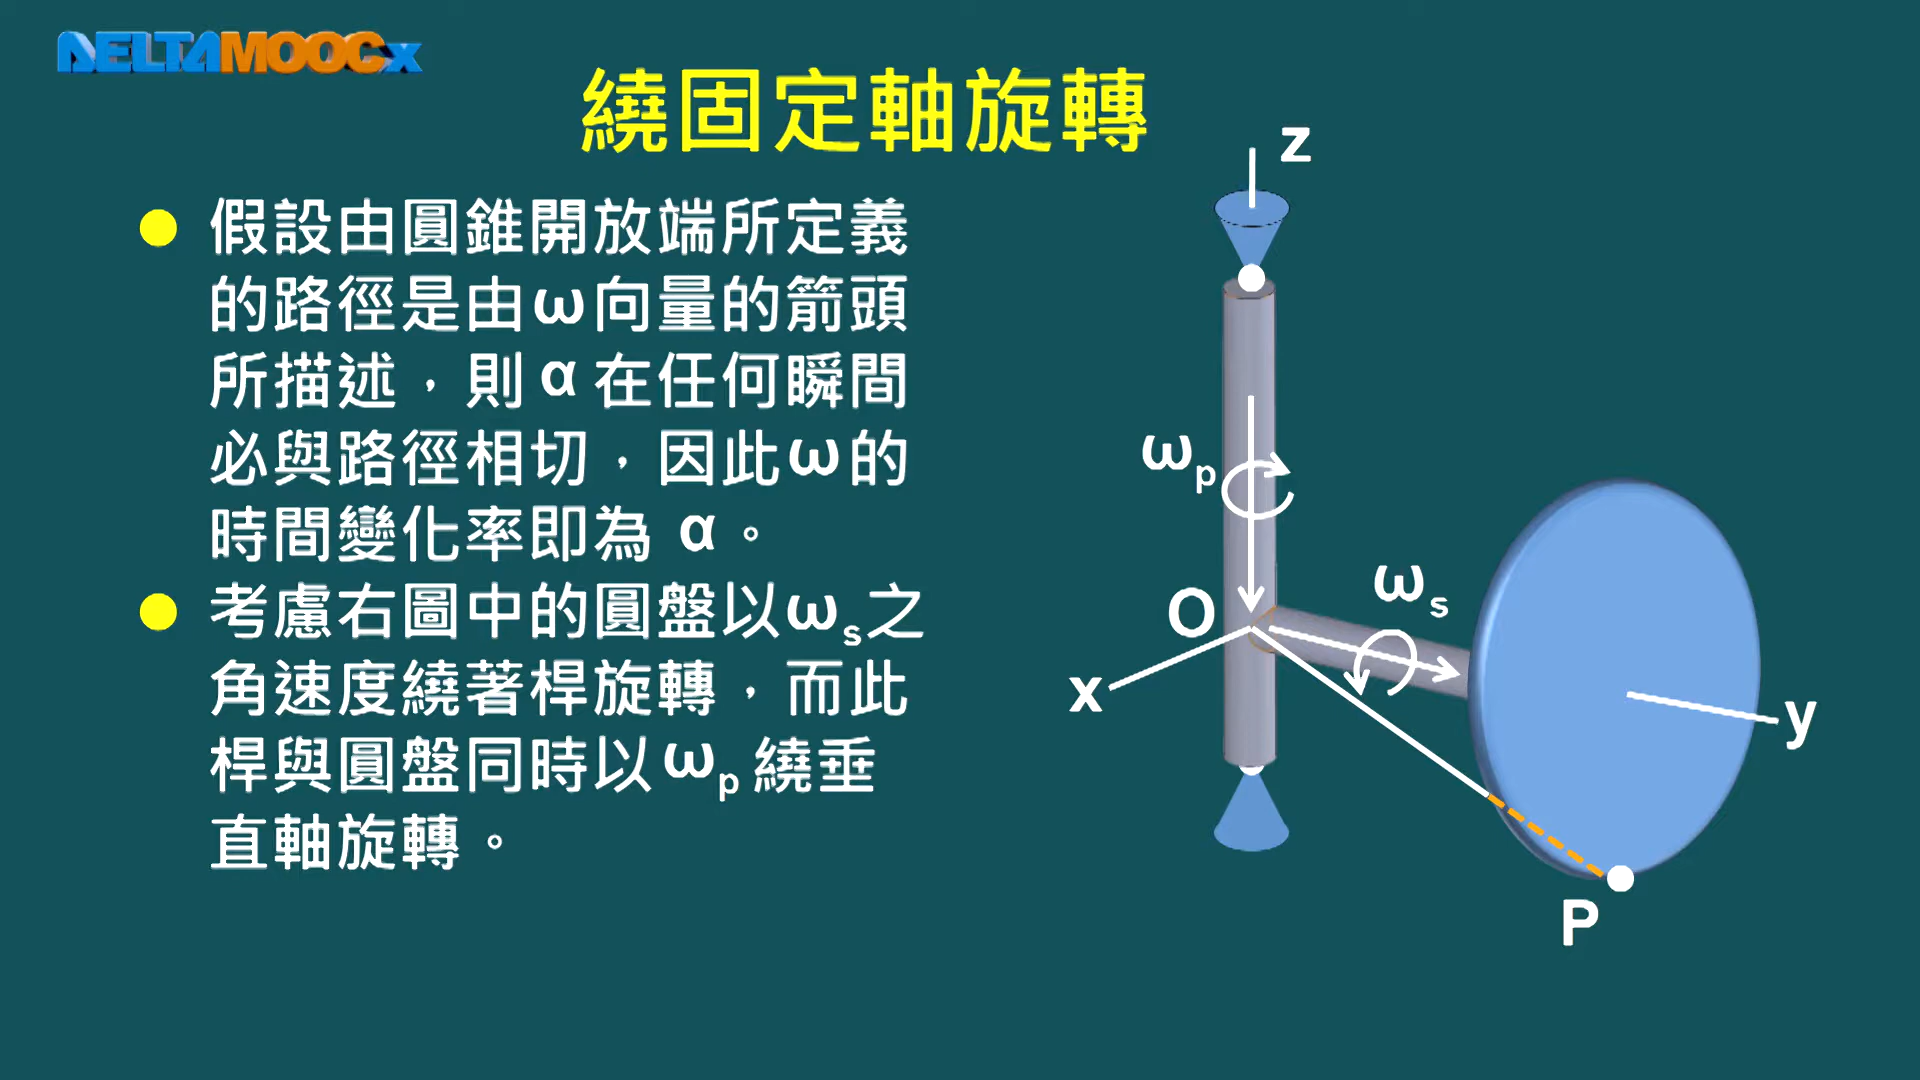 DELTAMOOCx
繞固定軸旋轉
假設由圓錐開放端所定義
的路徑是由ω向量的箭頭
所描述，則α在任何瞬間
必與路徑相切，因此ω的
時間變化率即為 α。
考慮右圖中的圓盤以ωs之
角速度繞著桿旋轉，而此
桿與圓盤同時以ωp繞垂
直軸旋轉。
z
ωp
ωs
O
x
y
P